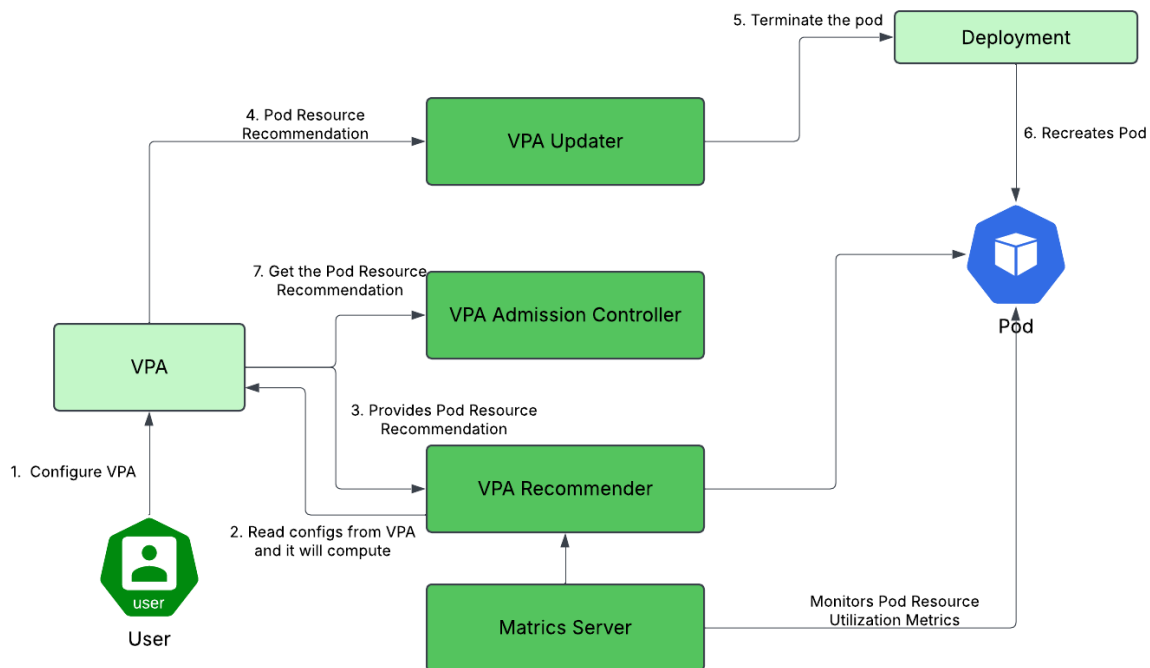 5. Terminate the pod
Deployment
4. Pod Resource
Recommendation
VPA Updater
6. Recreates Pod
7. Get the Pod Resource
Recommendation
VPA Admission Controller
Pod
VPA
3. Provides Pod Resource
Recommendation
1. Configure VPA
VPA Recommender
2. Read configs from VPA
and it will compute
user
User
Matrics Server
Monitors Pod Resource
Utilization Metrics